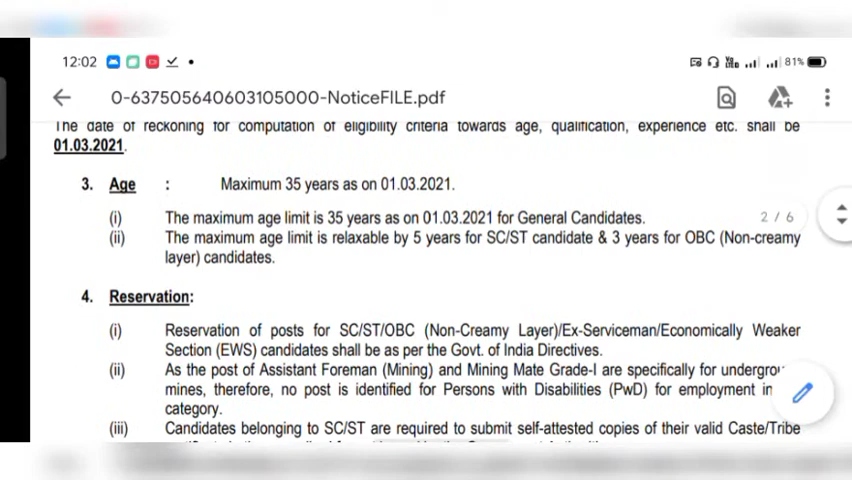 12:02 81%
0-637505640603105000-NoticeFILE.pdf
The date of reckoning for computation of eligibility criteria towards age, qualification, experience etc. shall be
01.03.2021.
3. Age : Maximum 35 years as on 01.03.2021.
(i) The maximum age limit is 35 years as on 01.03.2021 for General Candidates.
2 / 6
(ii) The maximum age limit is relaxable by 5 years for SC/ST candidate & 3 years for OBC (Non-creamy
layer) candidates.
4. Reservation:
(i) Reservation of posts for SC/ST/OBC (Non-Creamy Layer)/Ex-Serviceman/Economically Weaker
Section (EWS) candidates shall be as per the Govt. of India Directives.
(ii) As the post of Assistant Foreman (Mining) and Mining Mate Grade-I are specifically for undergrou
mines, therefore, no post is identified for Persons with Disabilities (PwD) for employment in
category.
(iii) Candidates belonging to SC/ST are required to submit self-attested copies of their valid Caste/Tribe